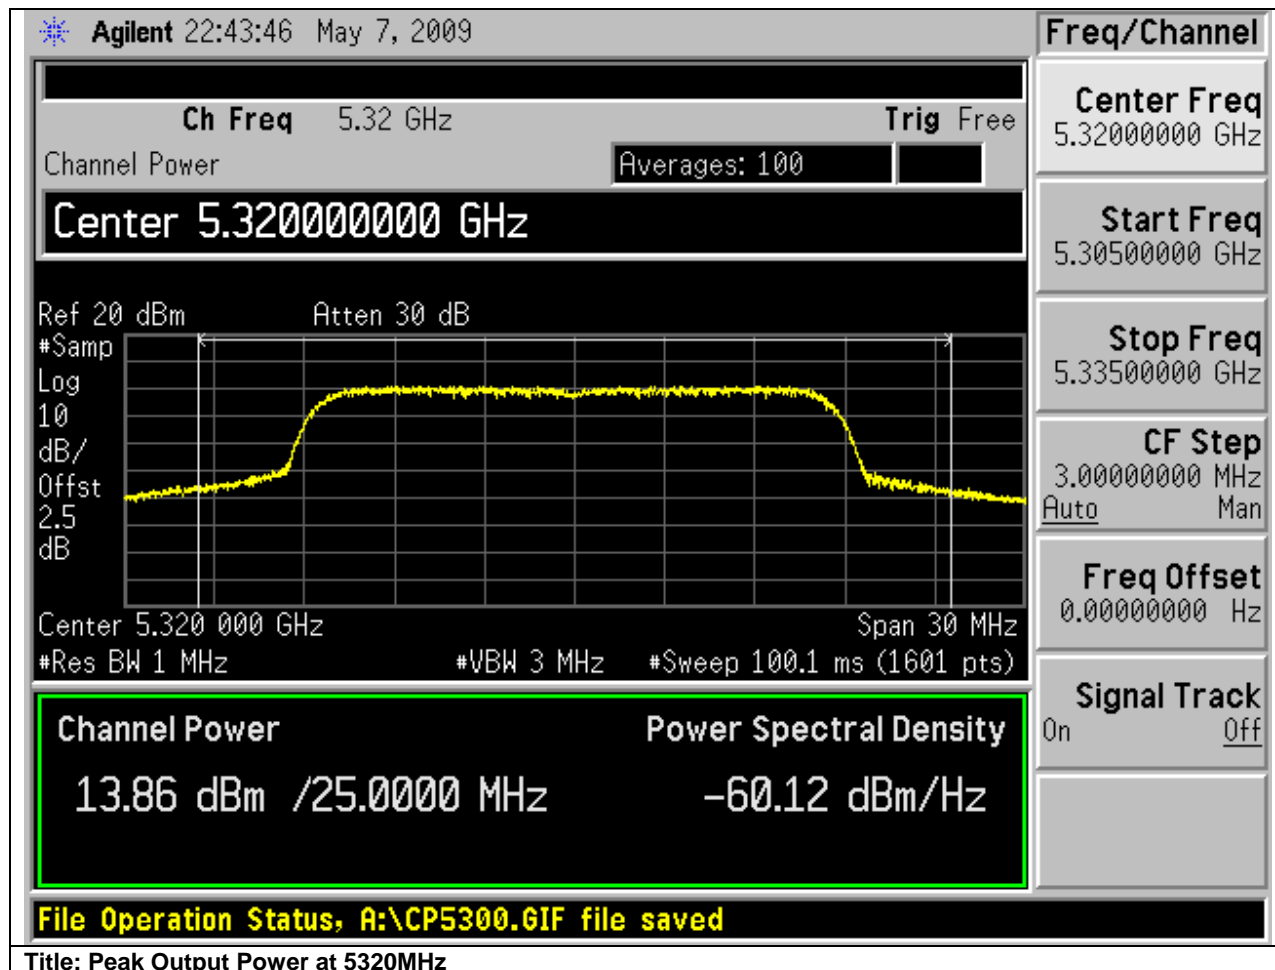 Agilent 22:43:46 May 7, 2009
Freq/Channel
Ch Freq 5.32 GHz Trig Free
Channel Power Averages: 100
Center 5.320000000 GHz
Ref 20 dBm Atten 30 dB
#Samp
Log
10
dB/
Offst
2.5
dB
Center 5.320 000 GHz Span 30 MHz
#Res BW 1 MHz #VBW 3 MHz #Sweep 100.1 ms (1601 pts)
Channel Power Power Spectral Density
13.86 dBm /25.0000 MHz -60.12 dBm/Hz
File Operation Status, A:\CP5300.GIF file saved
Center Freq
5.32000000 GHz
Start Freq
5.30500000 GHz
Stop Freq
5.33500000 GHz
CF Step
3.00000000 MHz
Auto Man
Freq Offset
0.00000000 Hz
Signal Track
On Off
Title: Peak Output Power at 5320MHz